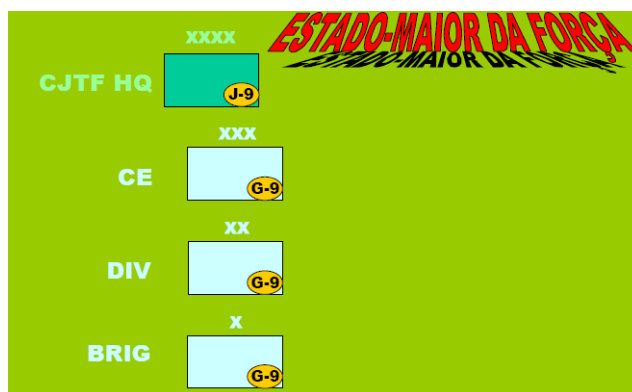 ESTADO-MAIOR DA FORÇA
XXXX
CJTF HQ
J-9
XXX
CE
G-9
XX
DIV
G-9
X
BRIG
G-9